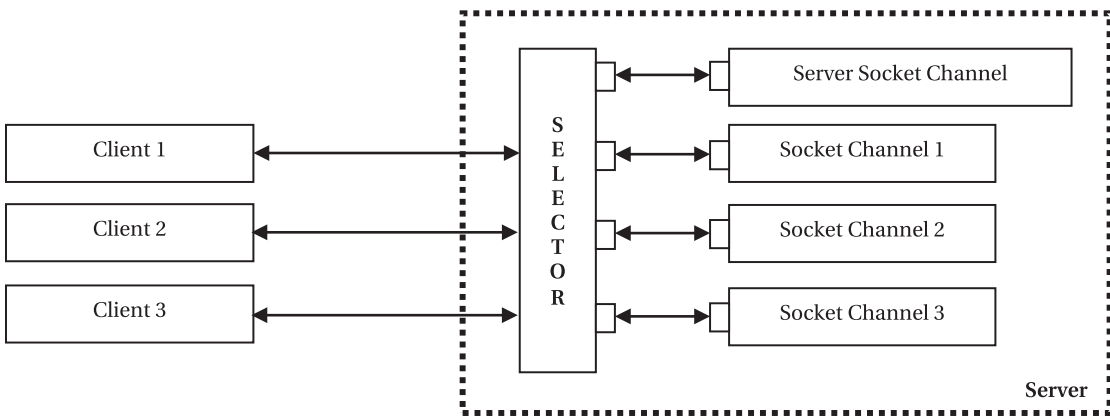 Server Socket Channel
SELECTOR
Client 1
Socket Channel 1
Client 2
Socket Channel 2
Client 3
Socket Channel 3
Server